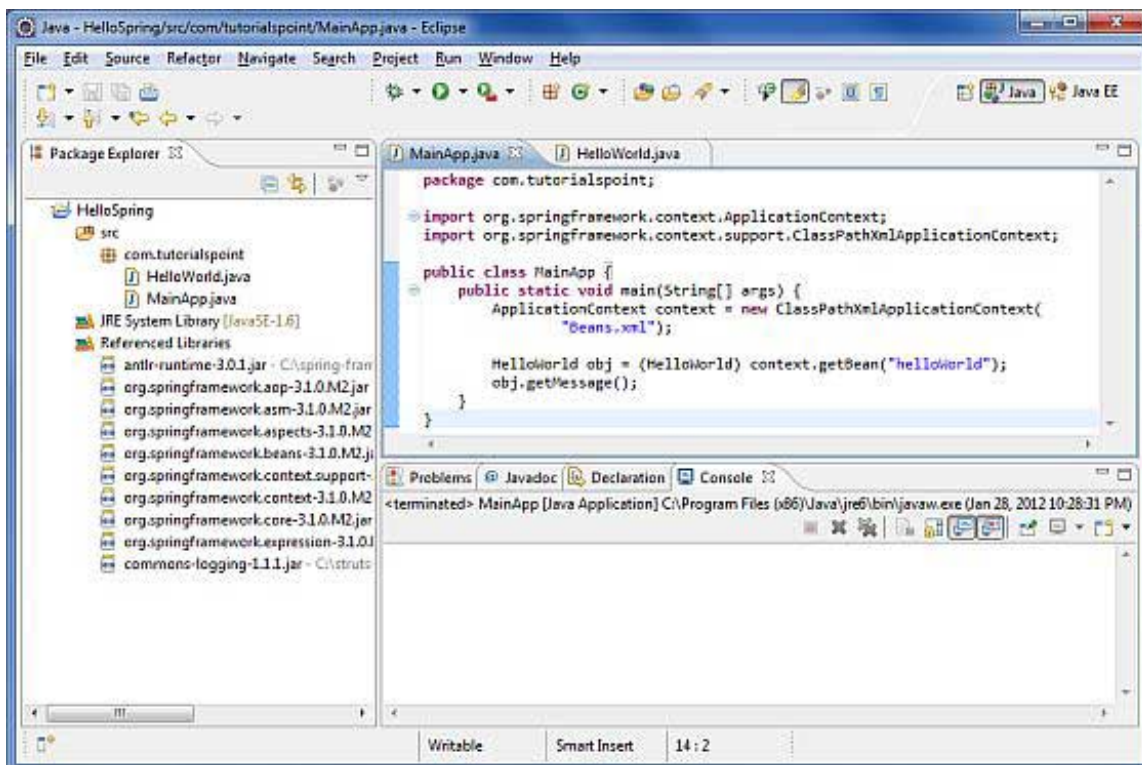 Java - HelloSpring/src/com/tutorialspoint/MainApp.java - Eclipse
File Edit Source Refactor Navigate Search Project Run Window Help
Java Java EE
Package Explorer
HelloSpring
src
com.tutorialspoint
HelloWorld.java
MainApp.java
JRE System Library [JavaSE-1.6]
Referenced Libraries
antlr-runtime-3.0.1.jar - C:\spring-fram
org.springframework.aop-3.1.0.M2.jar
org.springframework.asm-3.1.0.M2.jar
org.springframework.aspects-3.1.0.M2
org.springframework.beans-3.1.0.M2.ja
org.springframework.context.support-
org.springframework.context-3.1.0.M2
org.springframework.core-3.1.0.M2.jar
org.springframework.expression-3.1.0.I
commons-logging-1.1.1.jar - C:\struts
MainApp.java HelloWorld.java
package com.tutorialspoint;
import org.springframework.context.ApplicationContext;
import org.springframework.context.support.ClassPathXmlApplicationContext;
public class MainApp {
public static void main(String[] args) {
ApplicationContext context = new ClassPathXmlApplicationContext(
"Beans.xml");
HelloWorld obj = (HelloWorld) context.getBean("helloWorld");
obj.getMessage();
}
}
Problems @ Javadoc Declaration Console
<terminated> MainApp [Java Application] C:\Program Files (x86)\Java\jre6\bin\javaw.exe (Jan 28, 2012 10:28:31 PM)
Writable Smart Insert 14 : 2